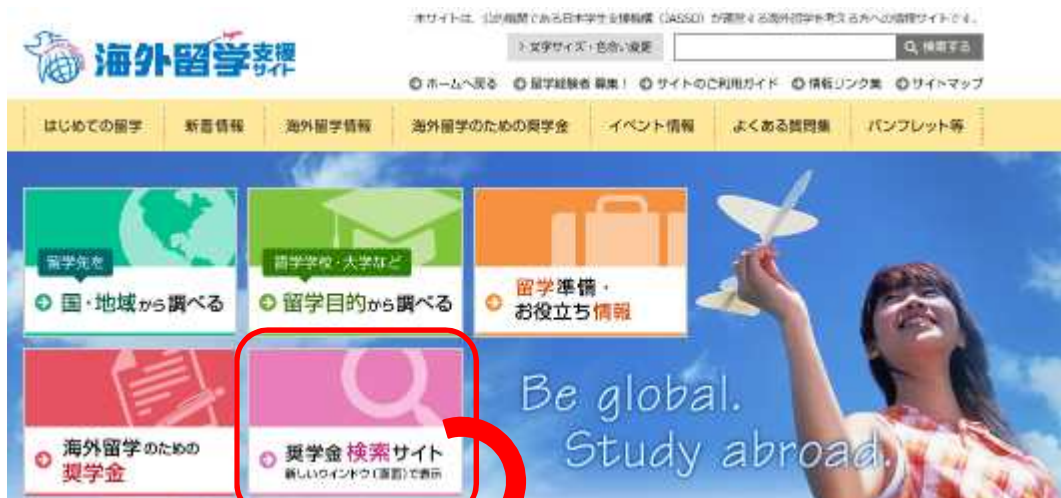 本サイトは、公的機関である日本学生支援機構（JASSO）が運営する海外留学を考える方への情報サイトです。
海外留学支援サイト
文字サイズ・色合い変更
検索する
ホームへ戻る 留学経験者 募集！ サイトのご利用ガイド 情報リンク集 サイトマップ
はじめての留学 新着情報 海外留学情報 海外留学のための奨学金 イベント情報 よくある質問集 パンフレット等
留学先を
国・地域から調べる
語学学校・大学など
留学目的から調べる
留学準備・
お役立ち情報
海外留学のための
奨学金
奨学金検索サイト
新しいウインドウ（画面）で表示
Be global.
Study abroad.